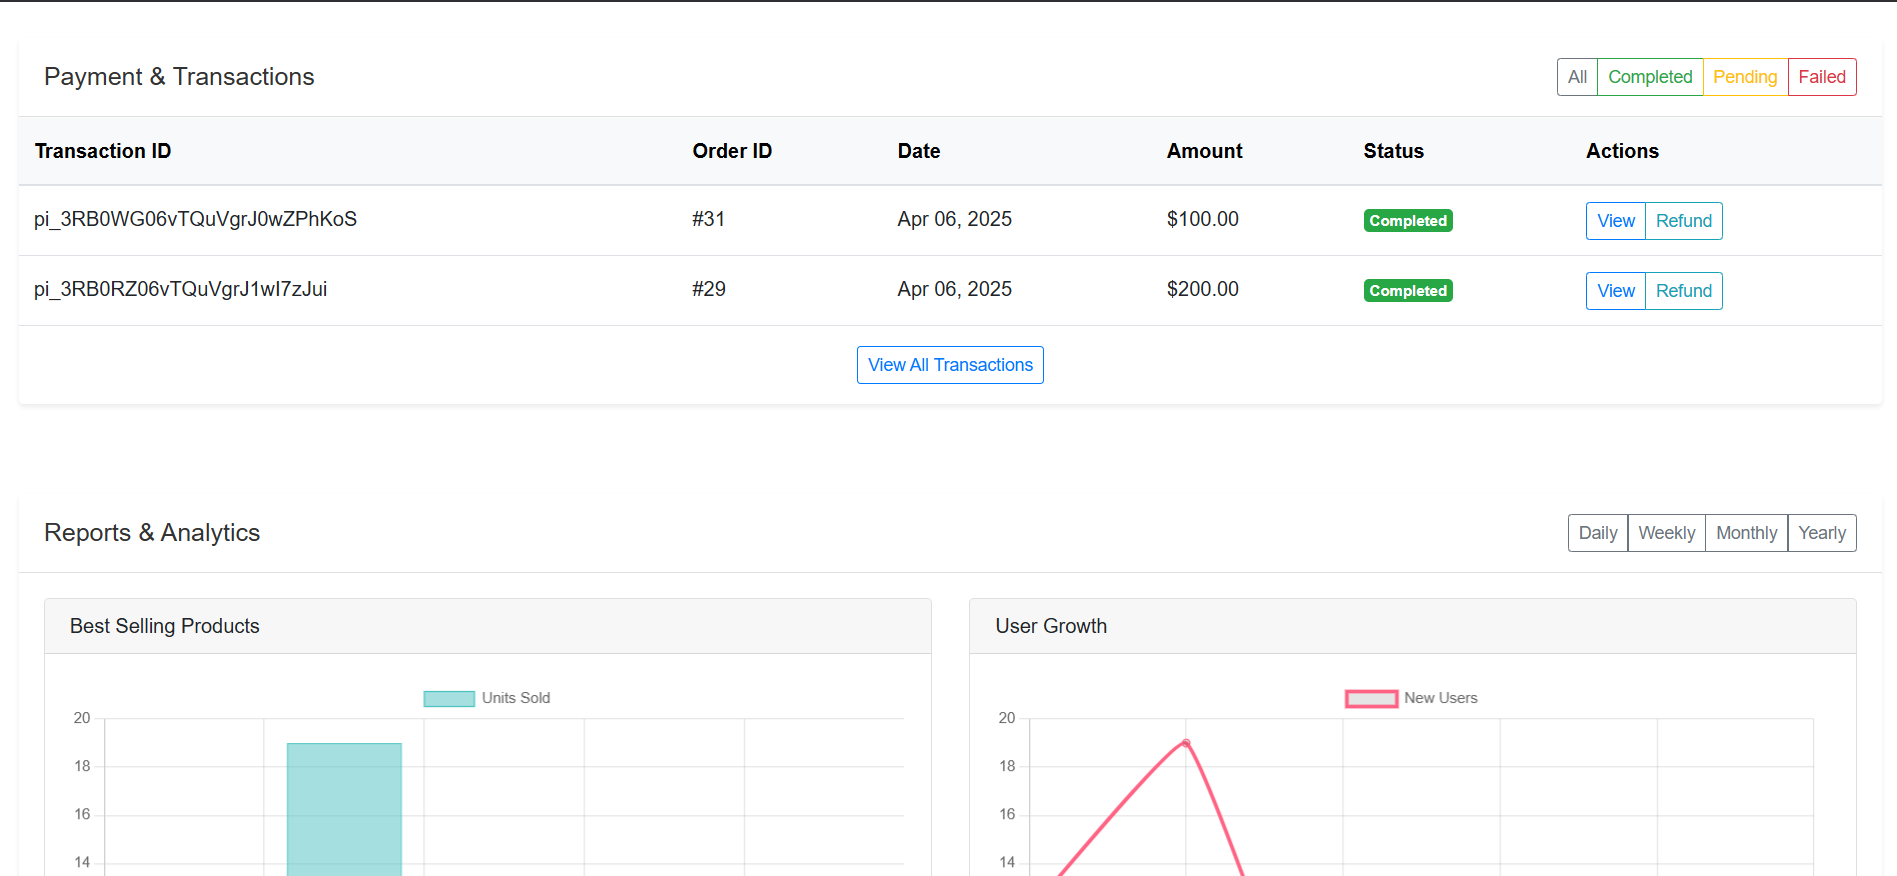 Payment & Transactions
All Completed Pending Failed
Transaction ID Order ID Date Amount Status Actions
pi_3RB0WG06vTQuVgrJ0wZPhKoS #31 Apr 06, 2025 $100.00 Completed View Refund
pi_3RB0RZ06vTQuVgrJ1wI7zJui #29 Apr 06, 2025 $200.00 Completed View Refund
View All Transactions
Reports & Analytics
Daily Weekly Monthly Yearly
Best Selling Products
Units Sold
20
18
16
14
User Growth
New Users
20
18
16
14